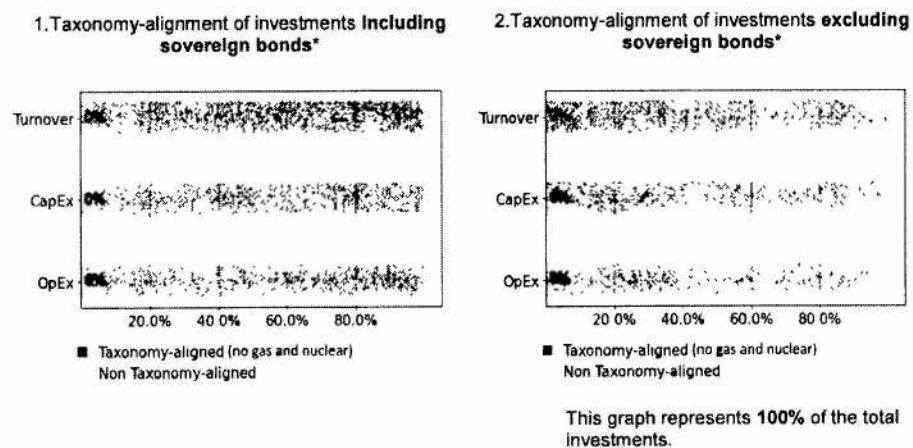 1.Taxonomy-alignment of investments including
sovereign bonds*
Turnover 0%
CapEx 0%
OpEx 0%
20.0% 40.0% 60.0% 80.0%
■ Taxonomy-aligned (no gas and nuclear)
Non Taxonomy-aligned
2.Taxonomy-alignment of investments excluding
sovereign bonds*
Turnover
CapEx 0%
OpEx 0%
20.0% 40.0% 60.0% 80.0%
■ Taxonomy-aligned (no gas and nuclear)
Non Taxonomy-aligned
This graph represents 100% of the total
investments.